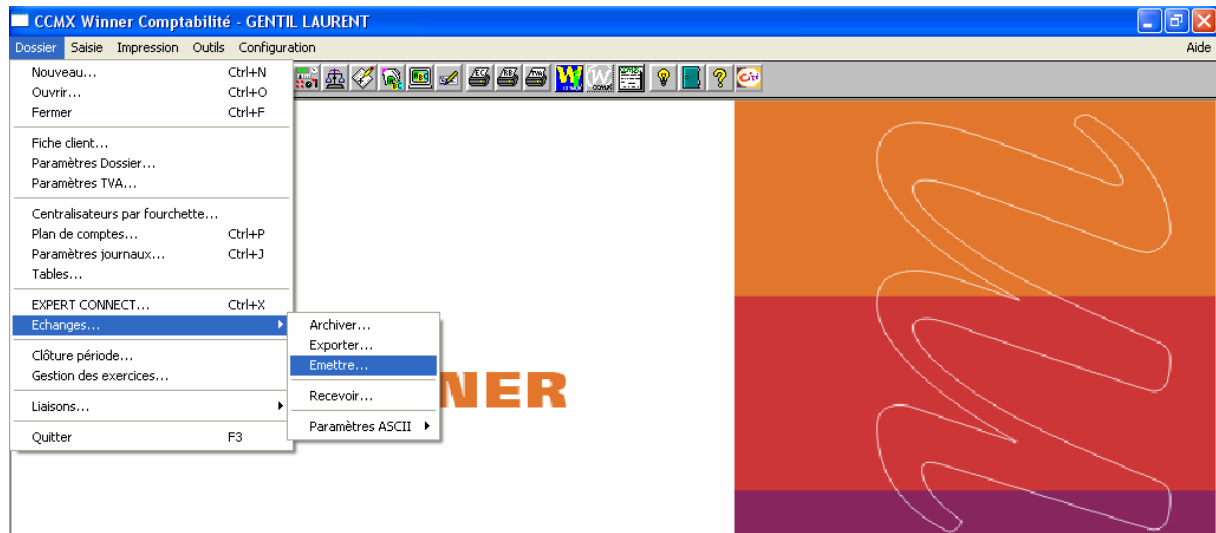 CCMX Winner Comptabilité - GENTIL LAURENT
Dossier Saisie Impression Outils Configuration Aide
Nouveau... Ctrl+N
Ouvrir... Ctrl+O
Fermer Ctrl+F
Fiche client...
Paramètres Dossier...
Paramètres TVA...
Centralisateurs par fourchette...
Plan de comptes... Ctrl+P
Paramètres journaux... Ctrl+J
Tables...
EXPERT CONNECT... Ctrl+X
Echanges...
Archiver...
Exporter...
Emettre...
Recevoir...
Paramètres ASCII
Clôture période...
Gestion des exercices...
Liaisons...
Quitter F3
NER